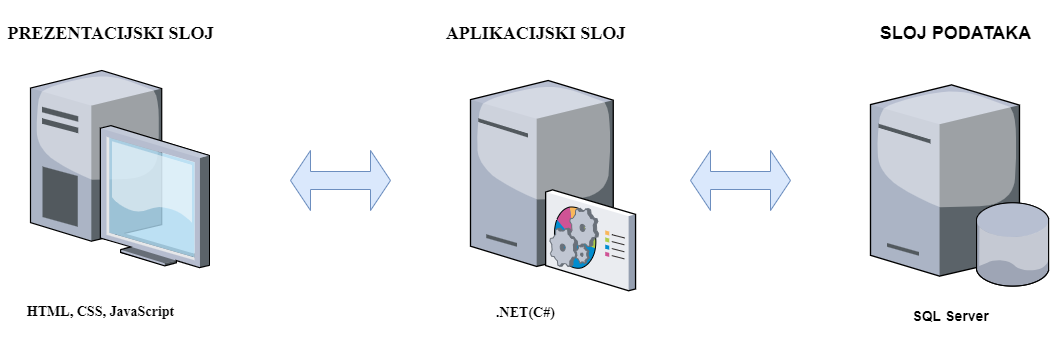 PREZENTACIJSKI SLOJ
APLIKACIJSKI SLOJ
SLOJ PODATAKA
HTML, CSS, JavaScript
.NET(C#)
SQL Server